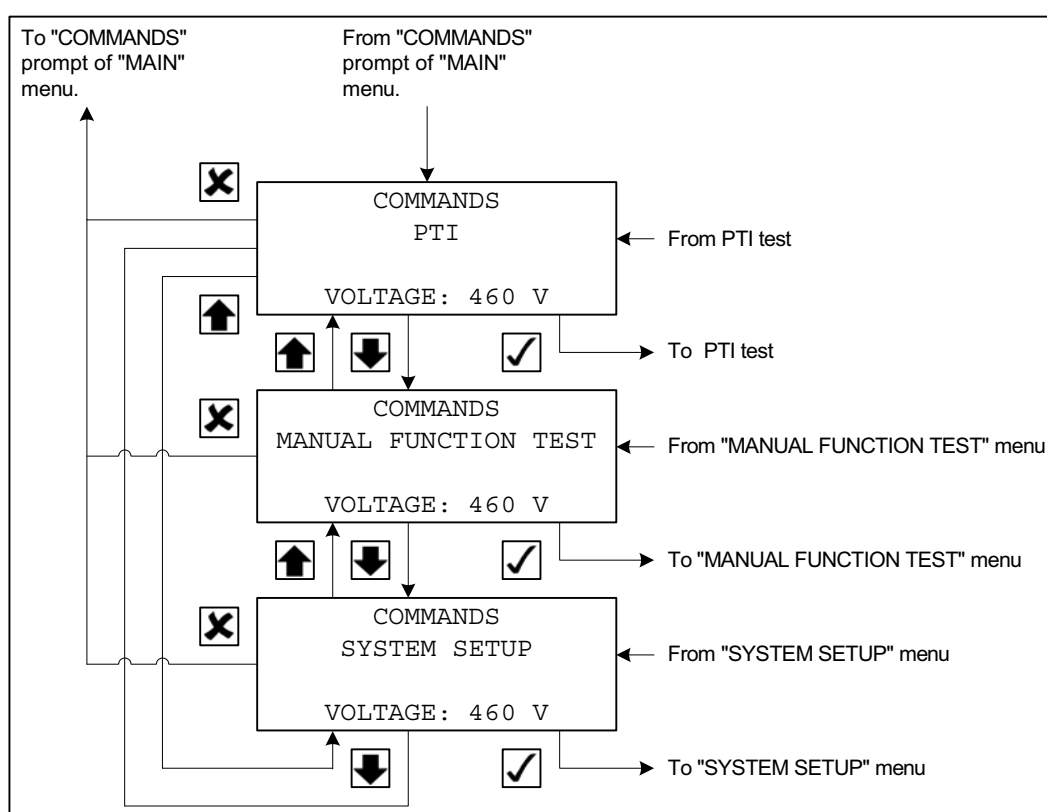 To "COMMANDS"
prompt of "MAIN"
menu.
From "COMMANDS"
prompt of "MAIN"
menu.
COMMANDS
PTI
VOLTAGE: 460 V
From PTI test
To PTI test
COMMANDS
MANUAL FUNCTION TEST
VOLTAGE: 460 V
From "MANUAL FUNCTION TEST" menu
To "MANUAL FUNCTION TEST" menu
COMMANDS
SYSTEM SETUP
VOLTAGE: 460 V
From "SYSTEM SETUP" menu
To "SYSTEM SETUP" menu